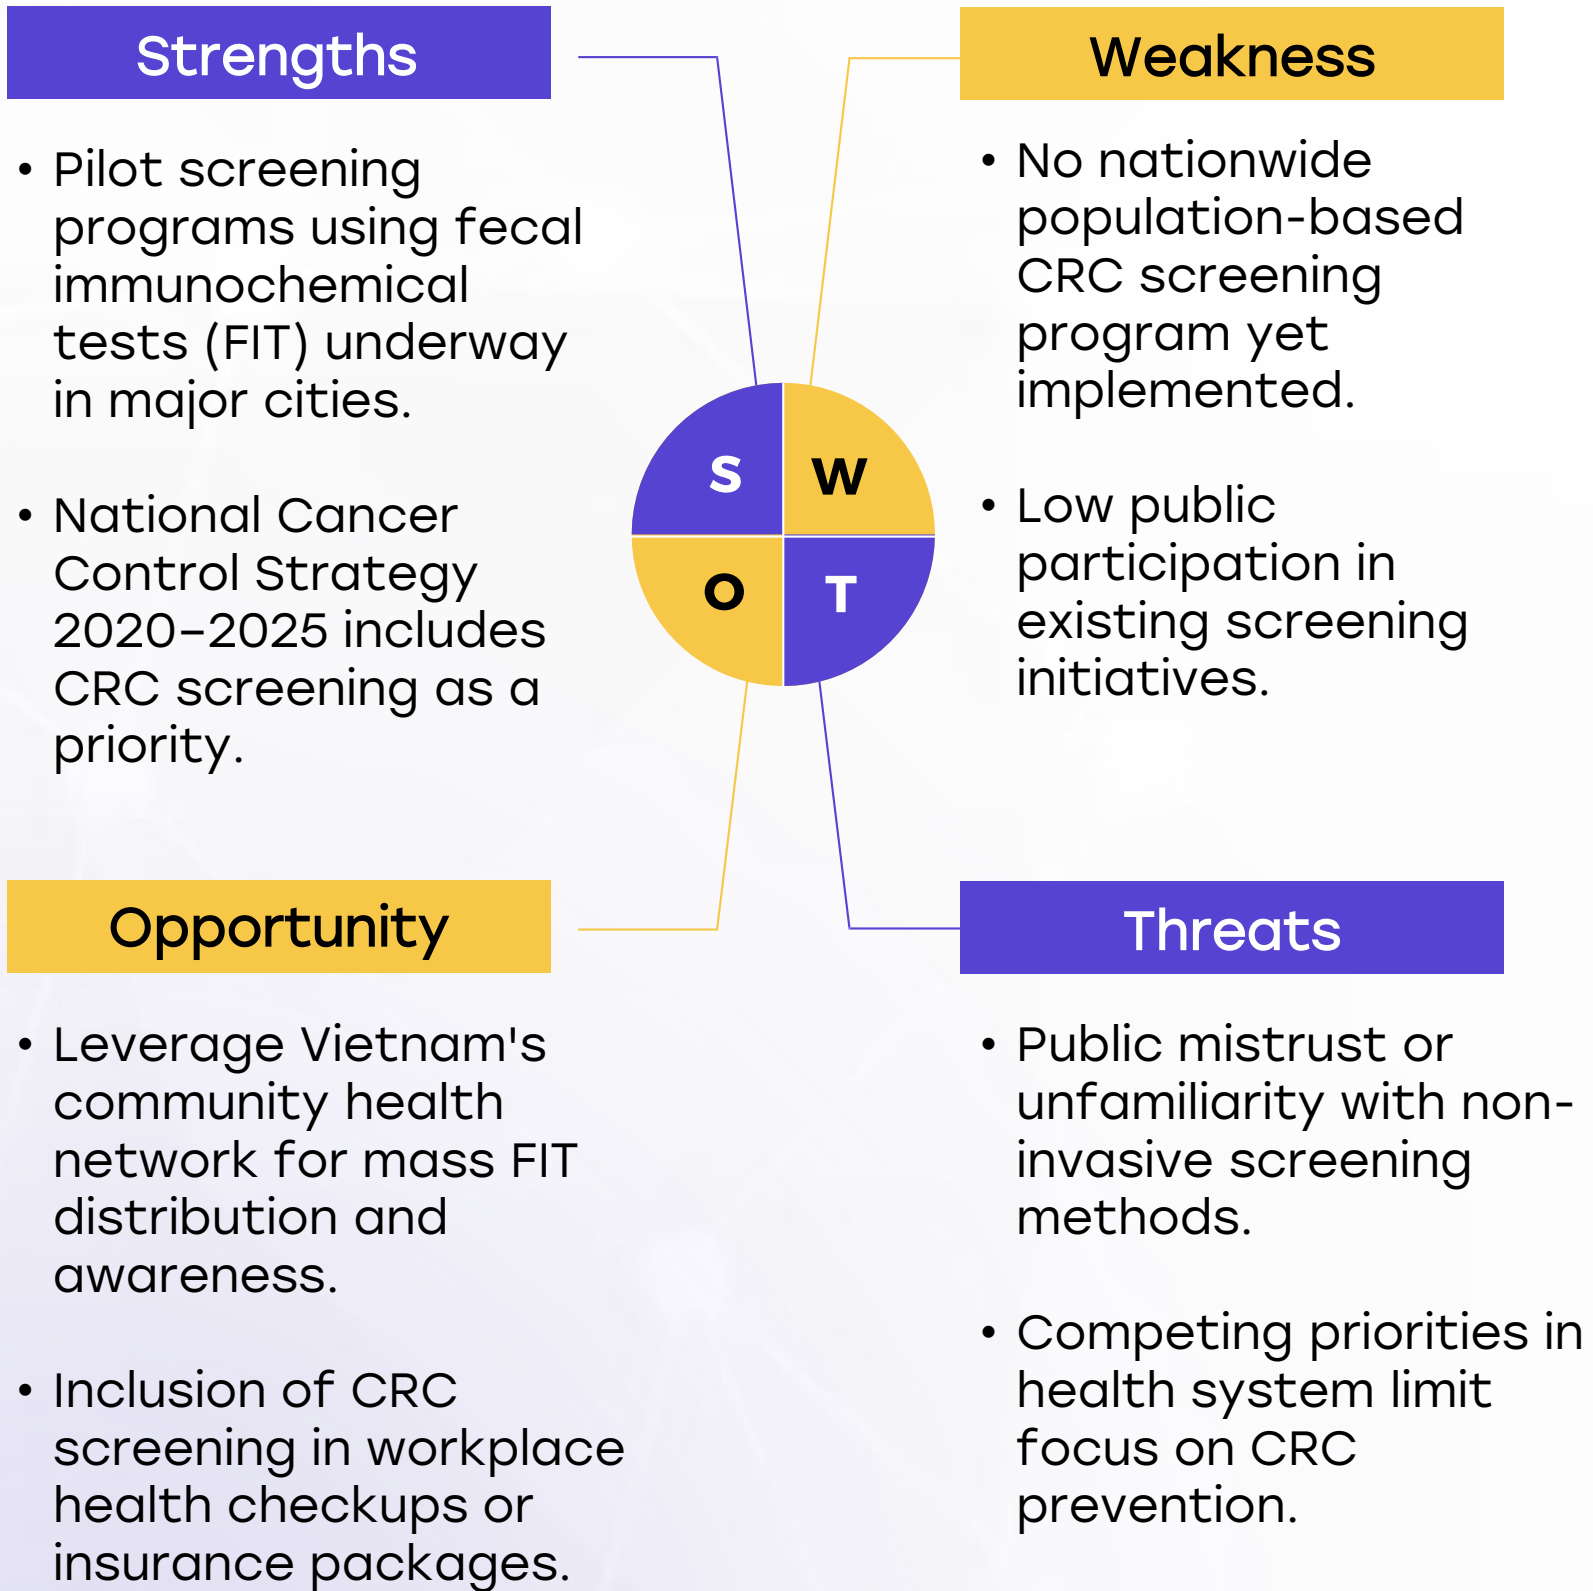 Strengths
• Pilot screening
programs using fecal
immunochemical
tests (FIT) underway
in major cities.
• National Cancer
Control Strategy
2020–2025 includes
CRC screening as a
priority.
Weakness
• No nationwide
population-based
CRC screening
program yet
implemented.
• Low public
participation in
existing screening
initiatives.
S
W
O
T
Opportunity
• Leverage Vietnam's
community health
network for mass FIT
distribution and
awareness.
• Inclusion of CRC
screening in workplace
health checkups or
insurance packages.
Threats
• Public mistrust or
unfamiliarity with non-
invasive screening
methods.
• Competing priorities in
health system limit
focus on CRC
prevention.